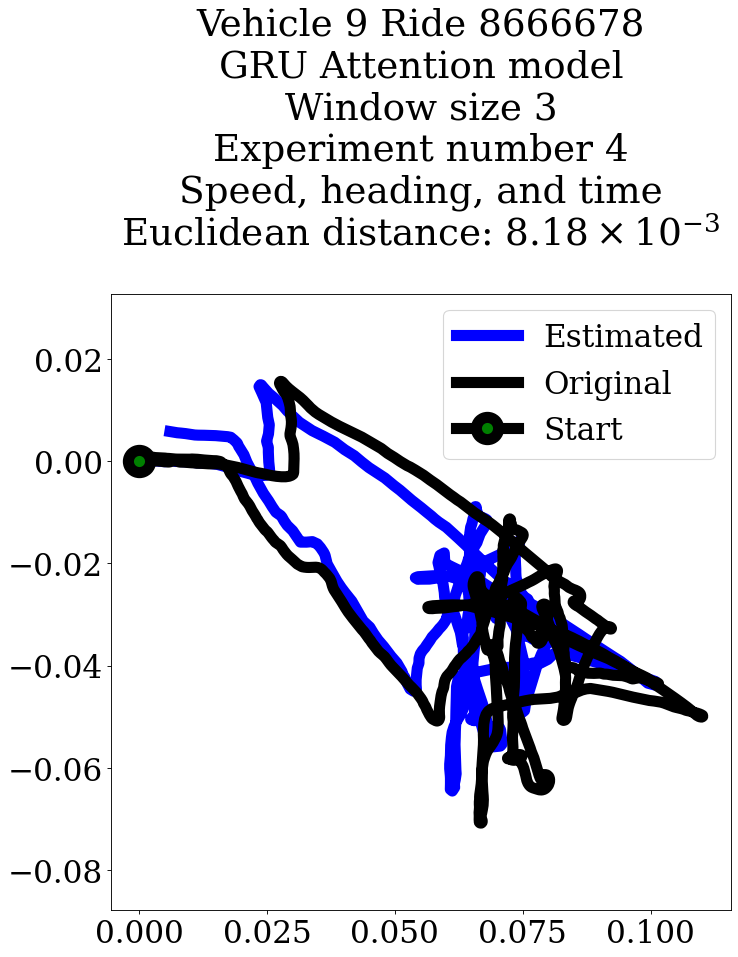 Vehicle 9 Ride 8666678
GRU Attention model
Window size 3
Experiment number 4
Speed, heading, and time
Euclidean distance: 8.18 × 10⁻³
Estimated
Original
Start
0.02
0.00
−0.02
−0.04
−0.06
−0.08
0.000 0.025 0.050 0.075 0.100